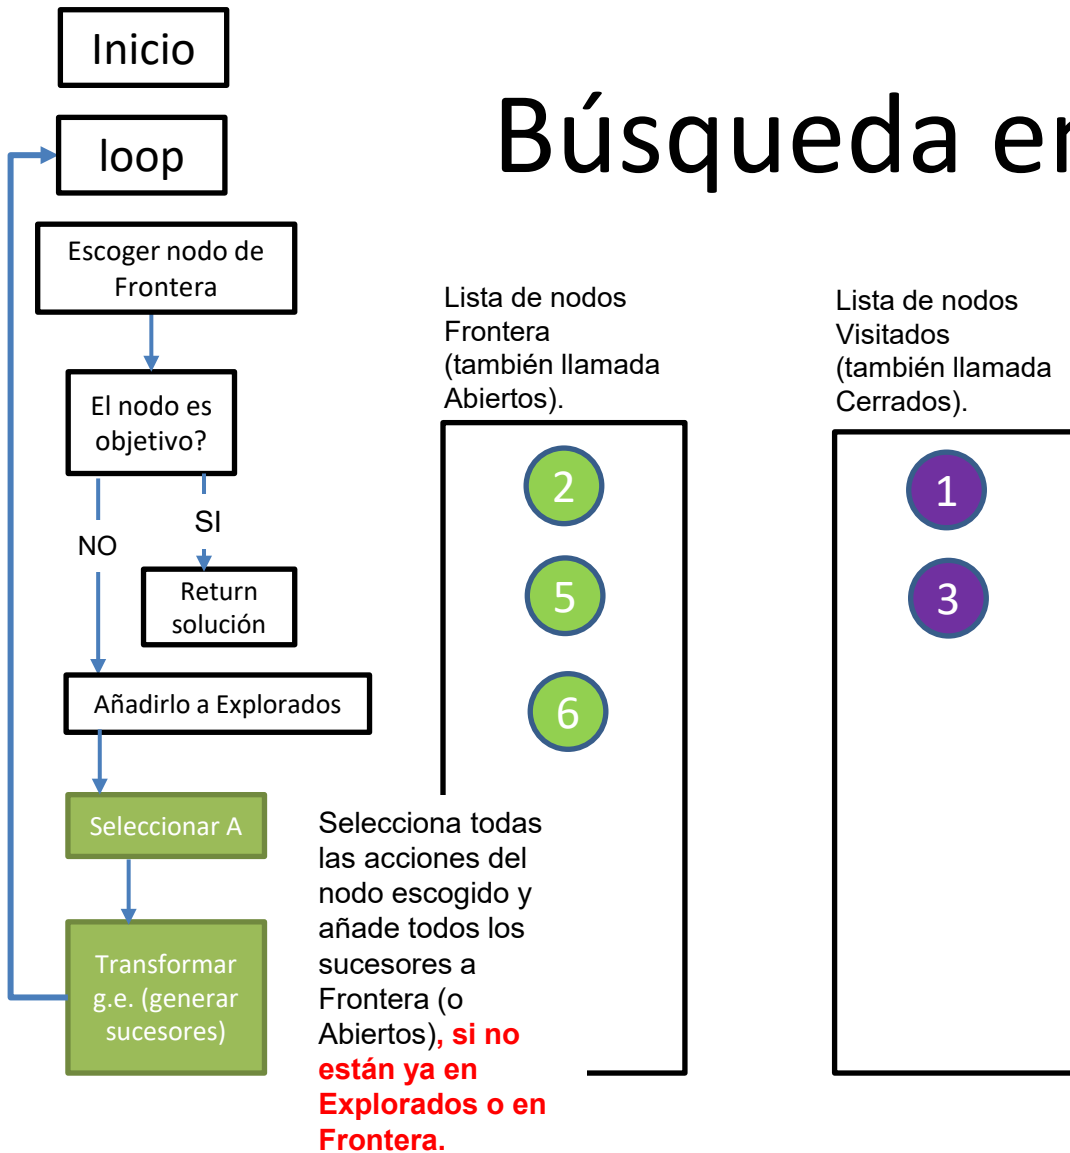 Inicio
loop
Búsqueda en
Escoger nodo de
Frontera
El nodo es
objetivo?
NO
SI
Return
solución
Añadirlo a Explorados
Seleccionar A
Transformar
g.e. (generar
sucesores)
Lista de nodos
Frontera
(también llamada
Abiertos).
2
5
6
Selecciona todas
las acciones del
nodo escogido y
añade todos los
sucesores a
Frontera (o
Abiertos), si no
están ya en
Explorados o en
Frontera.
Lista de nodos
Visitados
(también llamada
Cerrados).
1
3